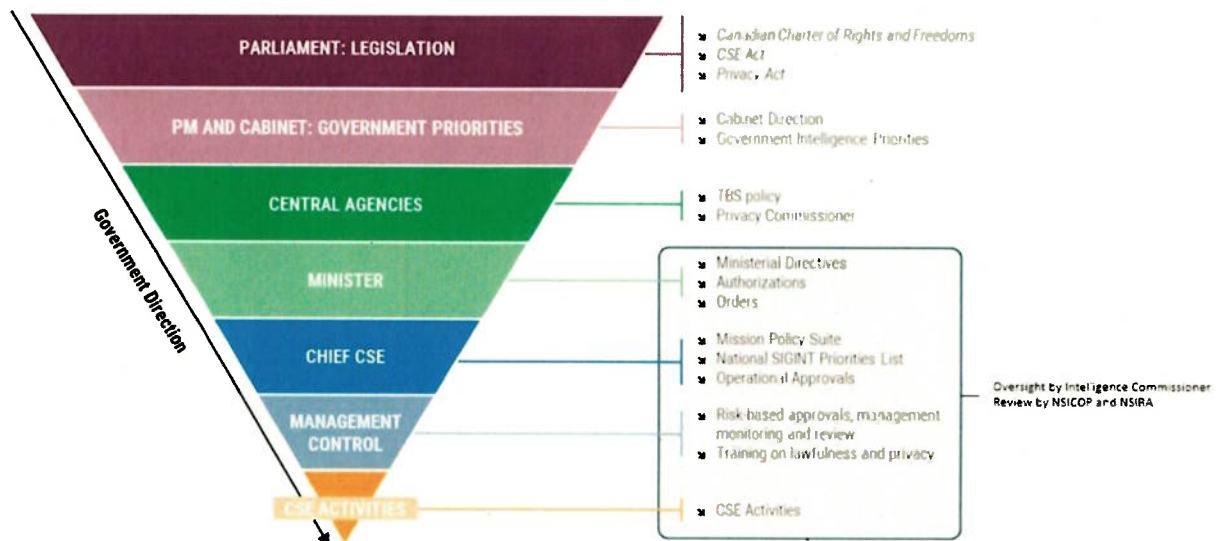 PARLIAMENT: LEGISLATION
Canadian Charter of Rights and Freedoms
CSE Act
Privacy Act
PM AND CABINET: GOVERNMENT PRIORITIES
Cabinet Direction
Government Intelligence Priorities
CENTRAL AGENCIES
TBS policy
Privacy Commissioner
Government Direction
MINISTER
Ministerial Directives
Authorizations
Orders
CHIEF CSE
Mission Policy Suite
National SIGINT Priorities List
Operational Approvals
Oversight by Intelligence Commissioner
Review by NSICOP and NSIRA
MANAGEMENT
CONTROL
Risk-based approvals, management
monitoring and review
Training on lawfulness and privacy
CSE ACTIVITIES
CSE Activities